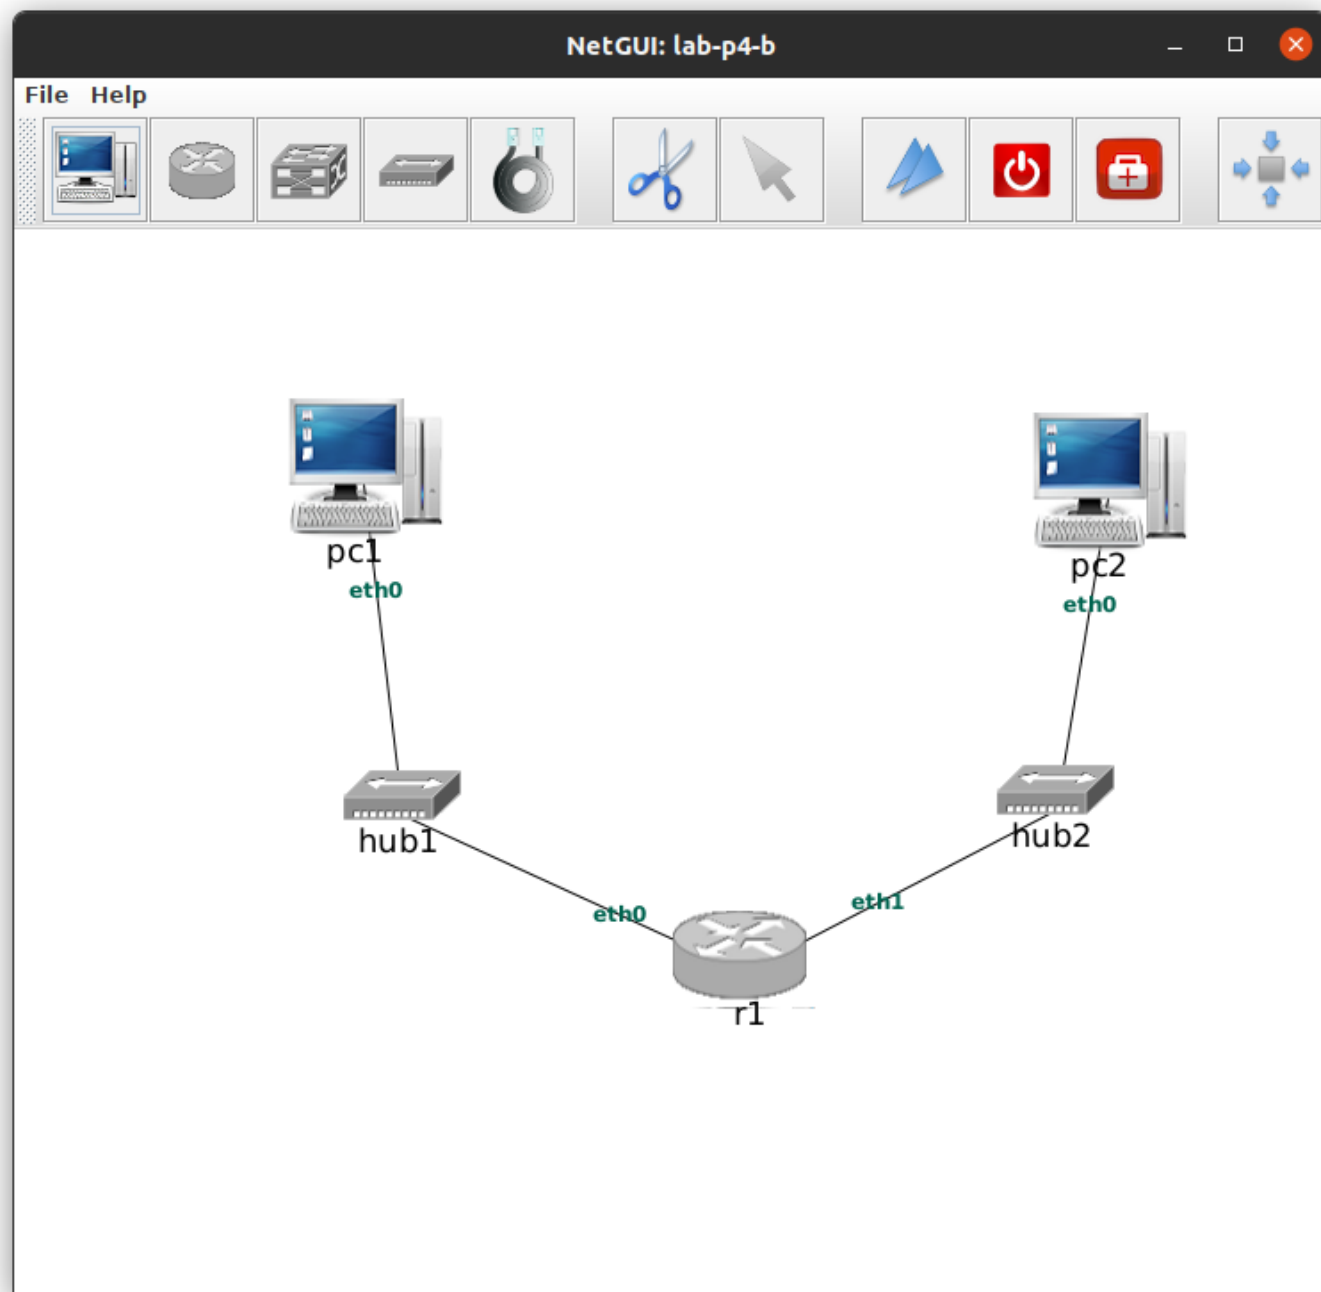 NetGUI: lab-p4-b
File Help
pc1
eth0
pc2
eth0
hub1
hub2
eth0
eth1
r1